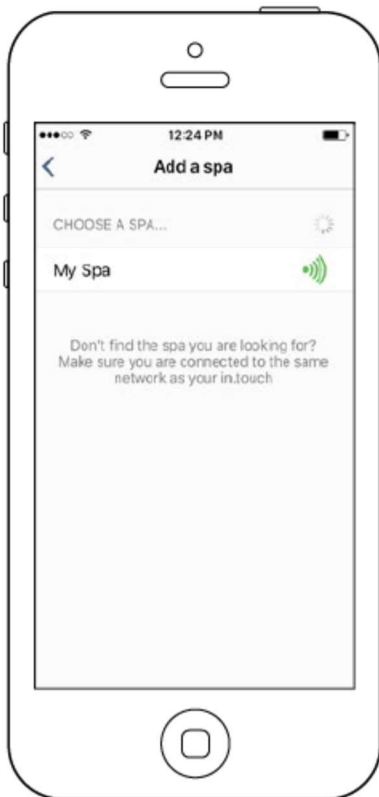 12:24 PM
Add a spa
CHOOSE A SPA...
My Spa
Don't find the spa you are looking for?
Make sure you are connected to the same
network as your in.touch